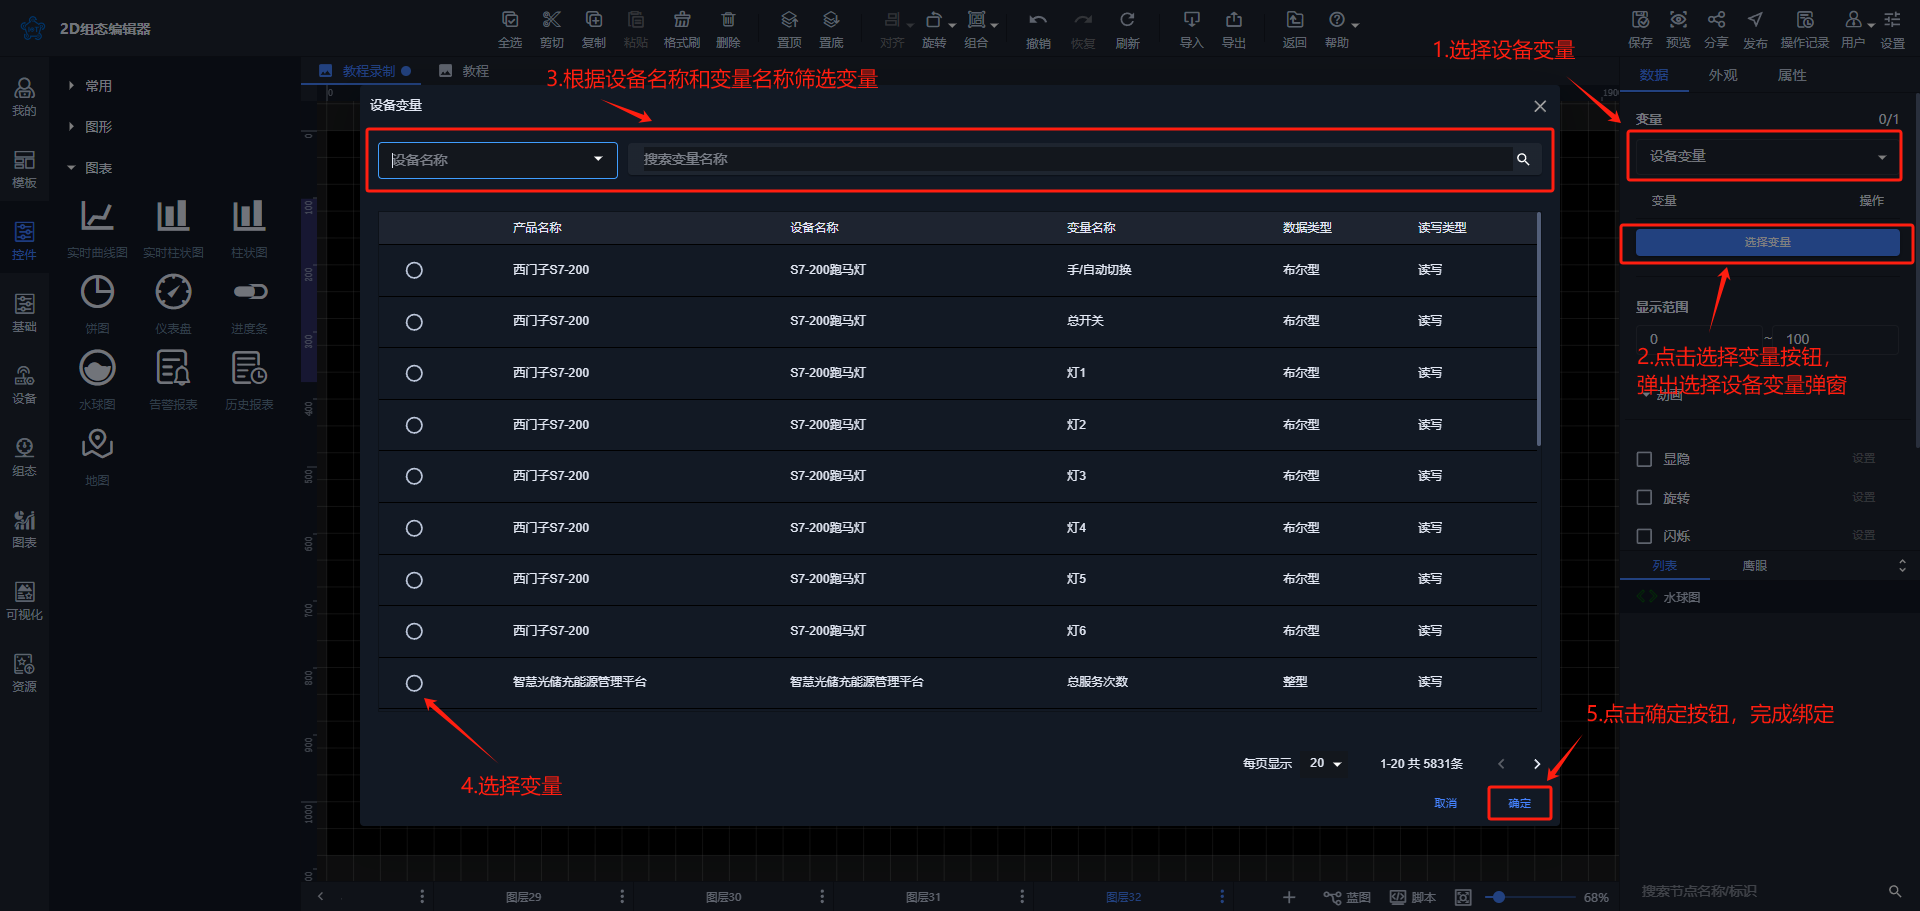 2D组态编辑器
全选
剪切
复制
粘贴
格式刷
删除
置顶
置底
对齐
旋转
组合
撤销
恢复
刷新
导入
导出
返回
帮助
保存
预览
分享
发布
操作记录
用户
设置
1.选择设备变量
教程录制
教程
3.根据设备名称和变量名称筛选变量
数据
外观
属性
我的
模板
控件
基础
设备
组态
图表
可视化
资源
常用
图形
图表
实时曲线图
实时柱状图
柱状图
饼图
仪表盘
进度条
水球图
告警报表
历史报表
地图
0
1900
0
100
200
300
400
500
600
700
800
900
1000
00
设备变量
设备名称
搜索变量名称
产品名称 设备名称 变量名称 数据类型 读写类型
西门子S7-200 S7-200跑马灯 手/自动切换 布尔型 读写
西门子S7-200 S7-200跑马灯 总开关 布尔型 读写
西门子S7-200 S7-200跑马灯 灯1 布尔型 读写
西门子S7-200 S7-200跑马灯 灯2 布尔型 读写
西门子S7-200 S7-200跑马灯 灯3 布尔型 读写
西门子S7-200 S7-200跑马灯 灯4 布尔型 读写
西门子S7-200 S7-200跑马灯 灯5 布尔型 读写
西门子S7-200 S7-200跑马灯 灯6 布尔型 读写
智慧光储充能源管理平台 智慧光储充能源管理平台 总服务次数 整型 读写
每页显示 20 1-20 共 5831条
取消
确定
4.选择变量
5.点击确定按钮，完成绑定
变量 0/1
设备变量
变量 操作
选择变量
显示范围
0 ~ 100
2.点击选择变量按钮，
弹出选择设备变量弹窗
动画
显隐 设置
旋转 设置
闪烁 设置
列表
鹰眼
水球图
搜索节点名称/标识
图层29
图层30
图层31
图层32
蓝图
脚本
68%